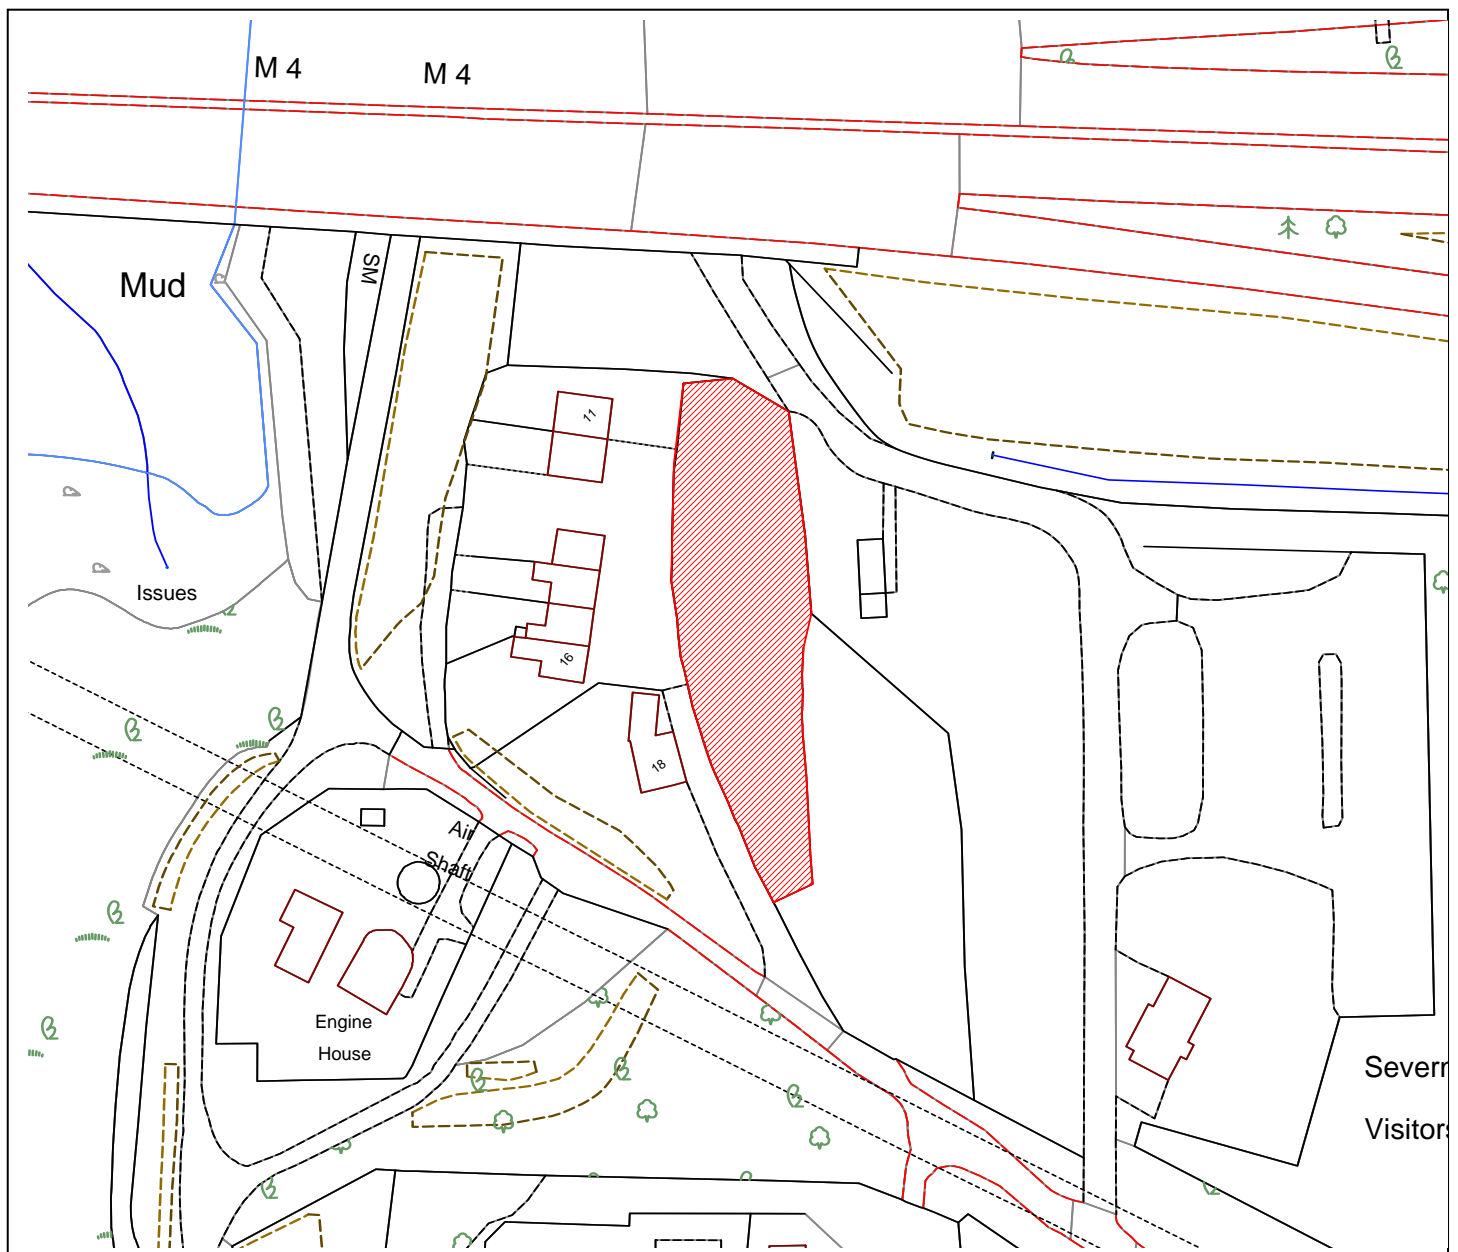 M 4
M 4
SM
Mud
11
Issues
16
18
Air
Shaft
Engine
House
Severn
Visitors